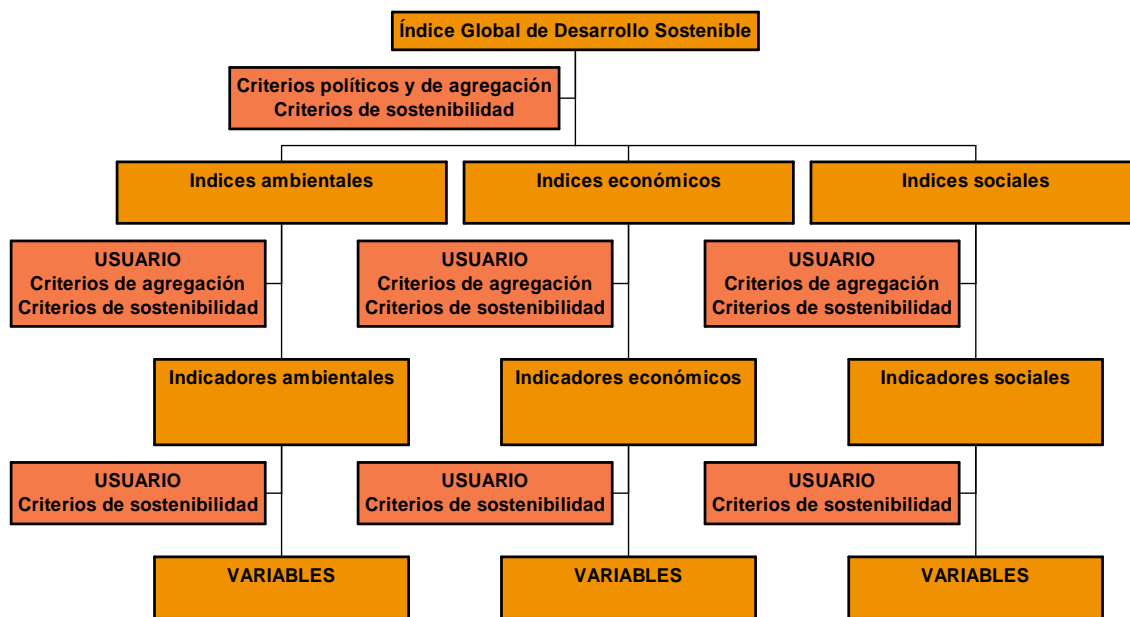 Índice Global de Desarrollo Sostenible
Criterios políticos y de agregación
Criterios de sostenibilidad
Indices ambientales
Indices económicos
Indices sociales
USUARIO
Criterios de agregación
Criterios de sostenibilidad
USUARIO
Criterios de agregación
Criterios de sostenibilidad
USUARIO
Criterios de agregación
Criterios de sostenibilidad
Indicadores ambientales
Indicadores económicos
Indicadores sociales
USUARIO
Criterios de sostenibilidad
USUARIO
Criterios de sostenibilidad
USUARIO
Criterios de sostenibilidad
VARIABLES
VARIABLES
VARIABLES